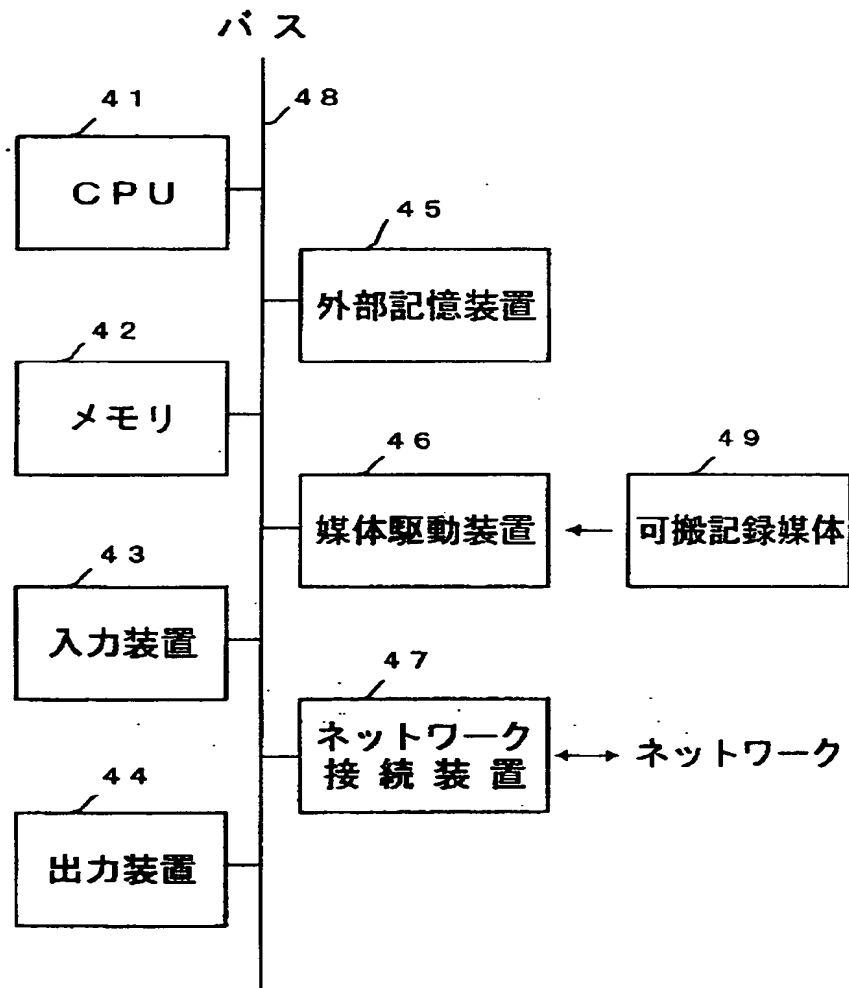 バス
41
48
CPU
45
外部記憶装置
42
メモリ
46
49
媒体駆動装置
可搬記録媒体
43
入力装置
47
ネットワーク
接続装置
ネットワーク
44
出力装置